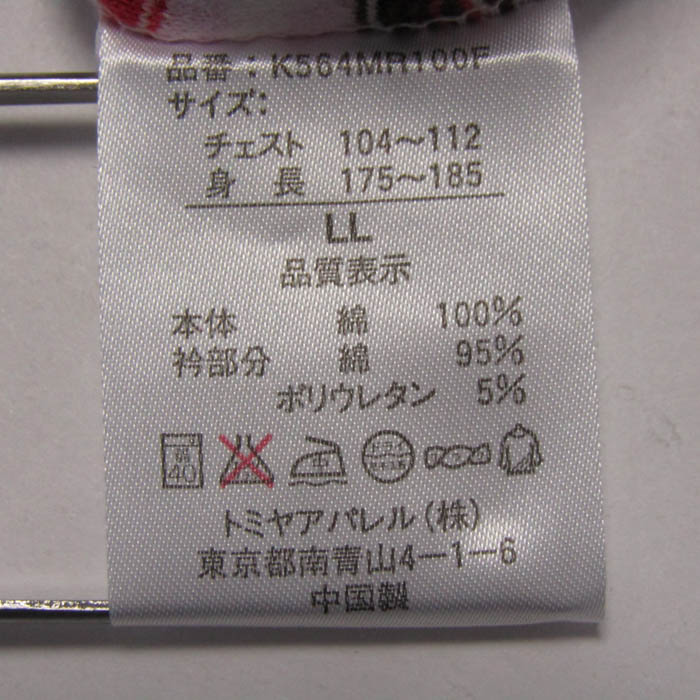 品番：K564MR100F
サイズ：
チェスト 104～112
身長 175～185
LL
品質表示
本体 綿 100%
衿部分 綿 95%
ポリウレタン 5%
40 中
トミヤアパレル（株）
東京都南青山4－1－6
中国製